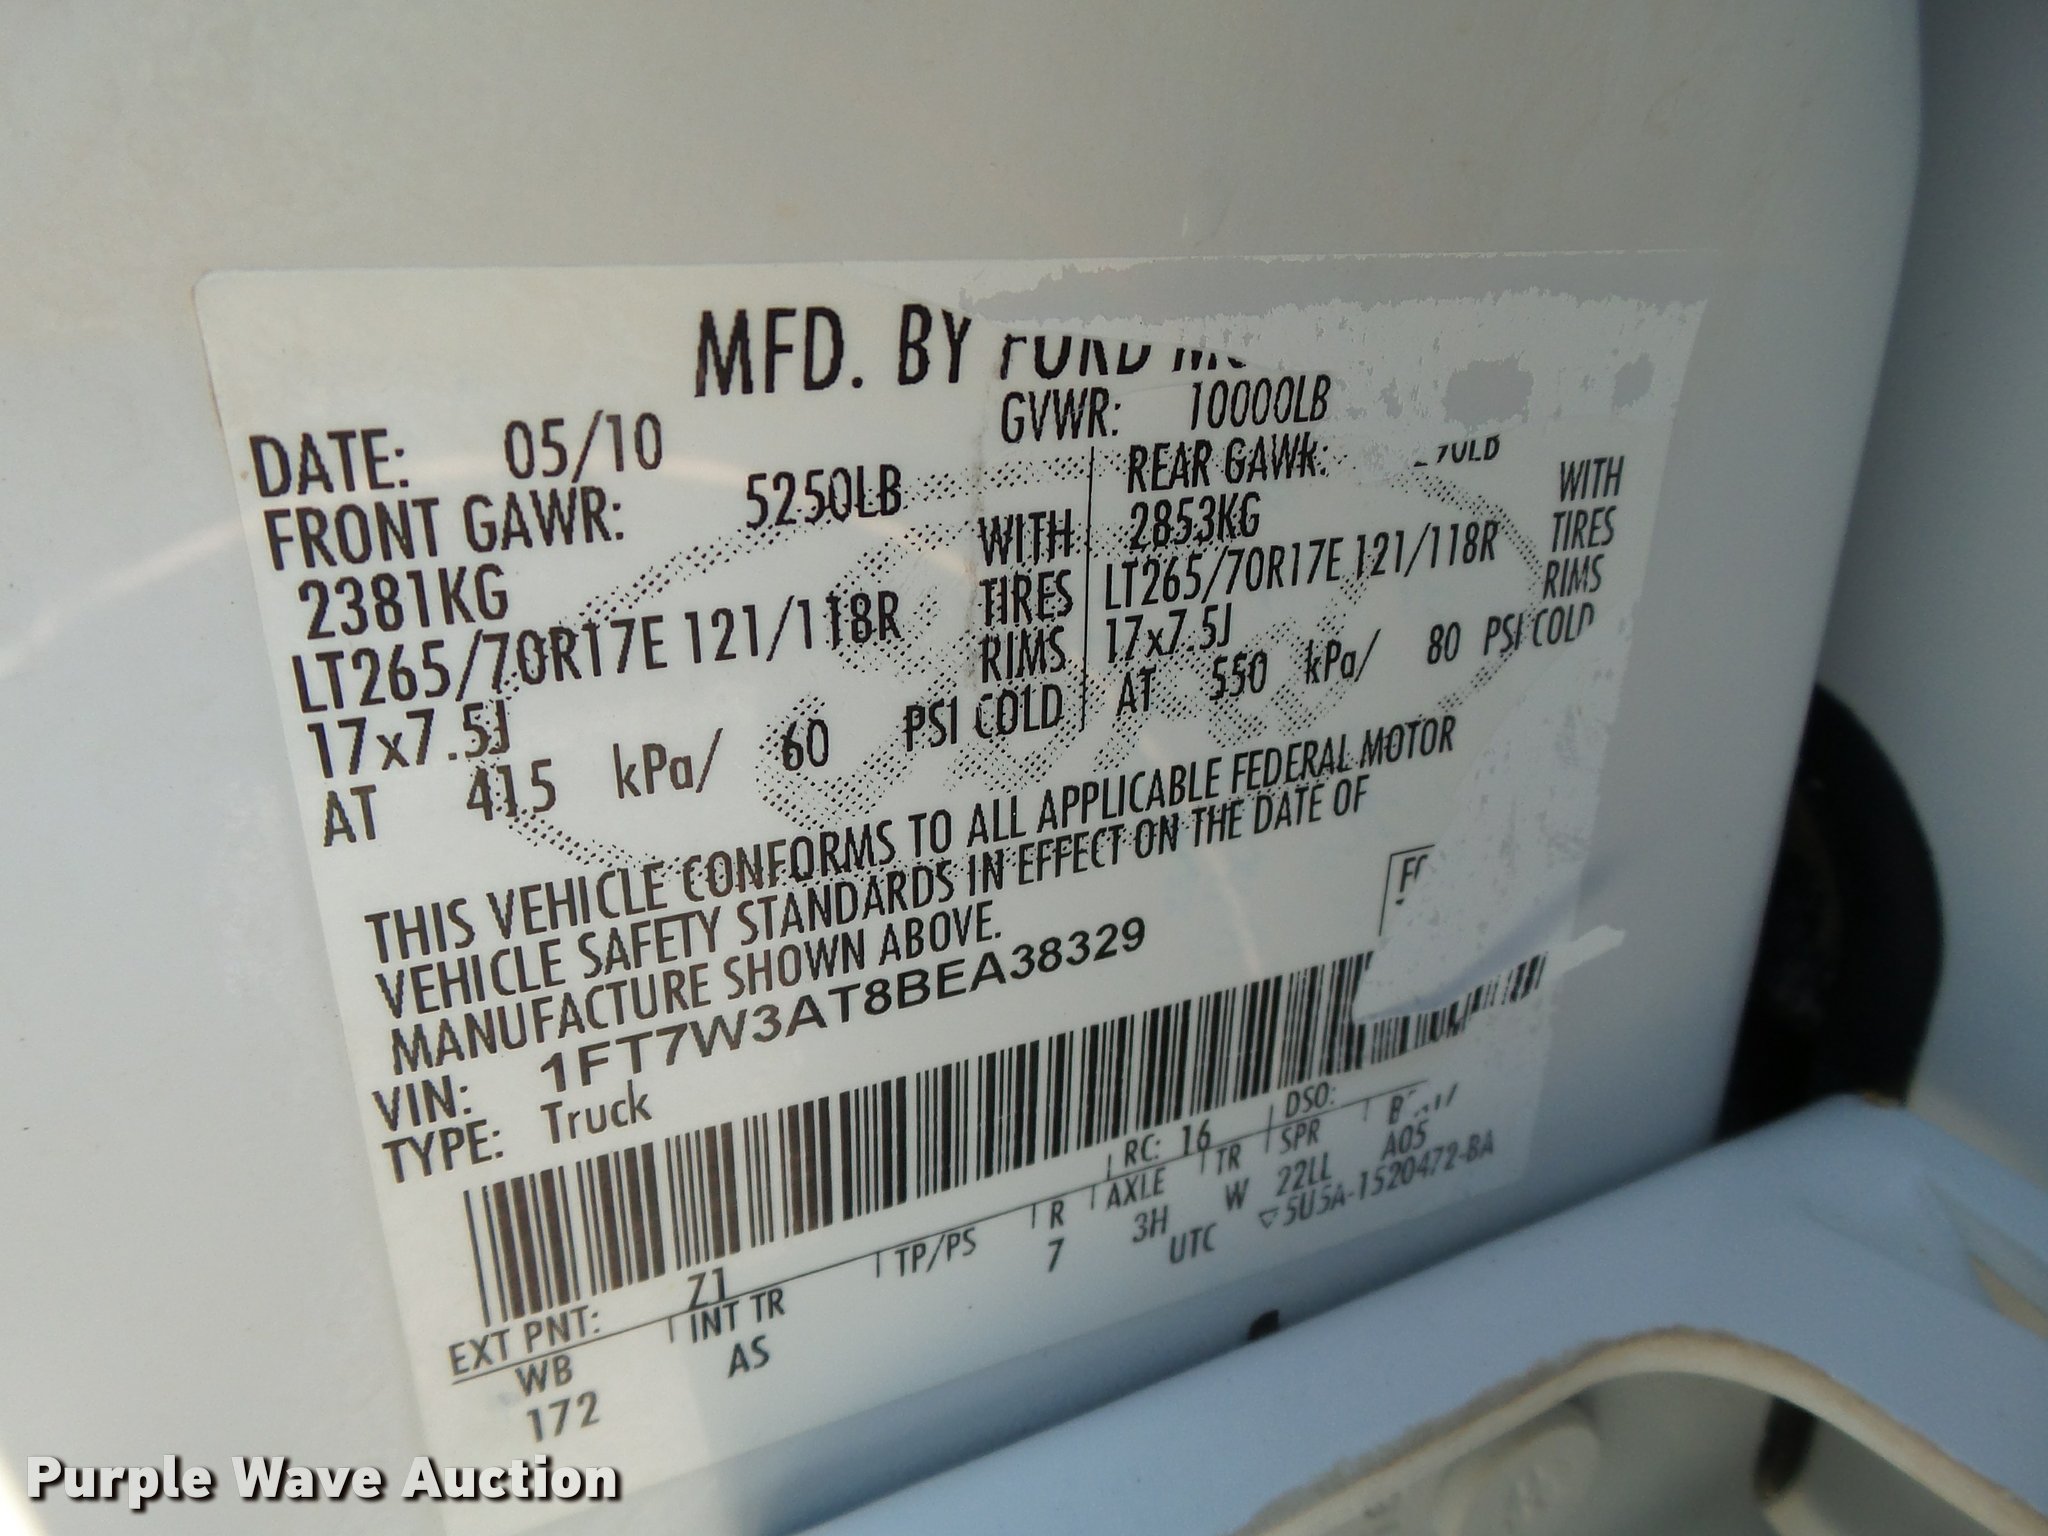 MFD. BY FORD
DATE: 05/10 GVWR: 10000LB
FRONT GAWR: 5250LB REAR GAWR:
2381KG WITH 2853KG WITH
LT265/70R17E 121/118R TIRES LT265/70R17E 121/118R TIRES
17x7.5J RIMS 17x7.5J RIMS
AT 415 kPa/ 60 PSI COLD AT 550 kPa/ 80 PSI COLD
THIS VEHICLE CONFORMS TO ALL APPLICABLE FEDERAL MOTOR
VEHICLE SAFETY STANDARDS IN EFFECT ON THE DATE OF
MANUFACTURE SHOWN ABOVE.
VIN: 1FT7W3AT8BEA38329
TYPE: Truck
EXT PNT: Z1 RC: 16 DSO:
WB INT TR TP/PS R AXLE TR SPR
172 AS 7 3H W 22LL A05
UTC ▽5U5A-1520472-BA
Purple Wave Auction